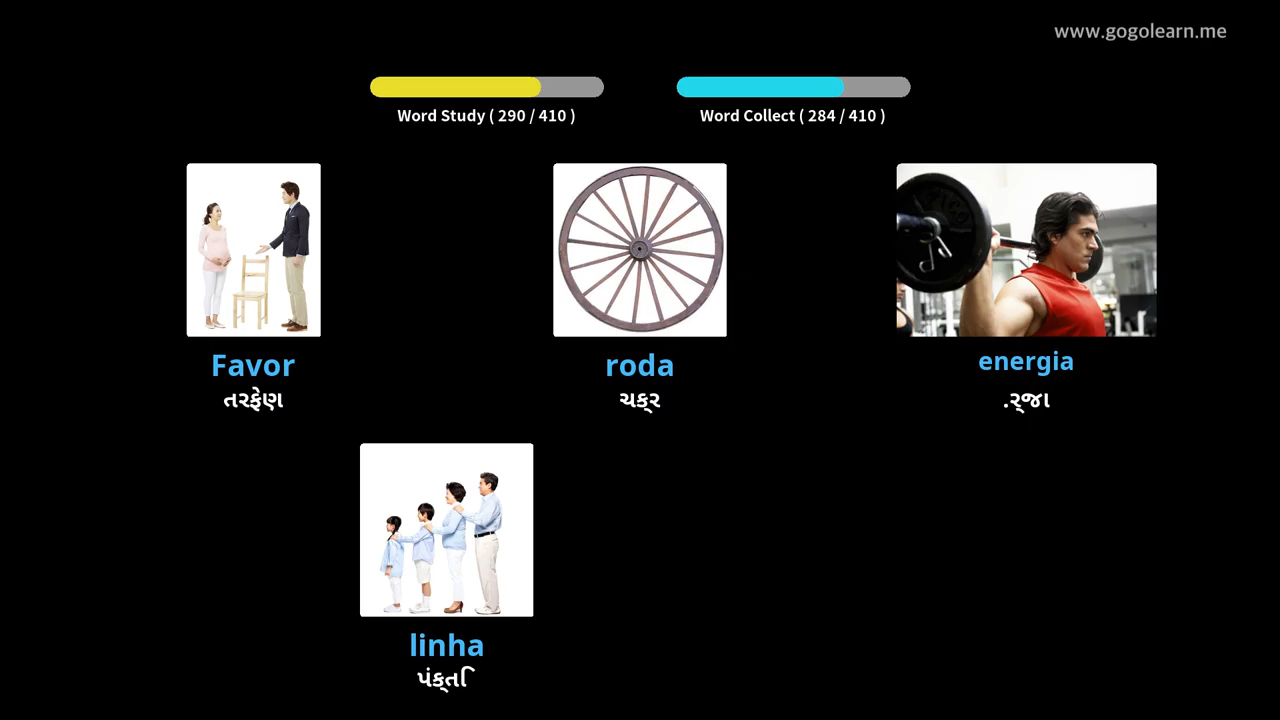 www.gogolearn.me
Word Study ( 290 / 410 )
Word Collect ( 284 / 410 )
Favor
તરફેણ
roda
ચક્ર
energia
.ર્જા
linha
પંક્તિ